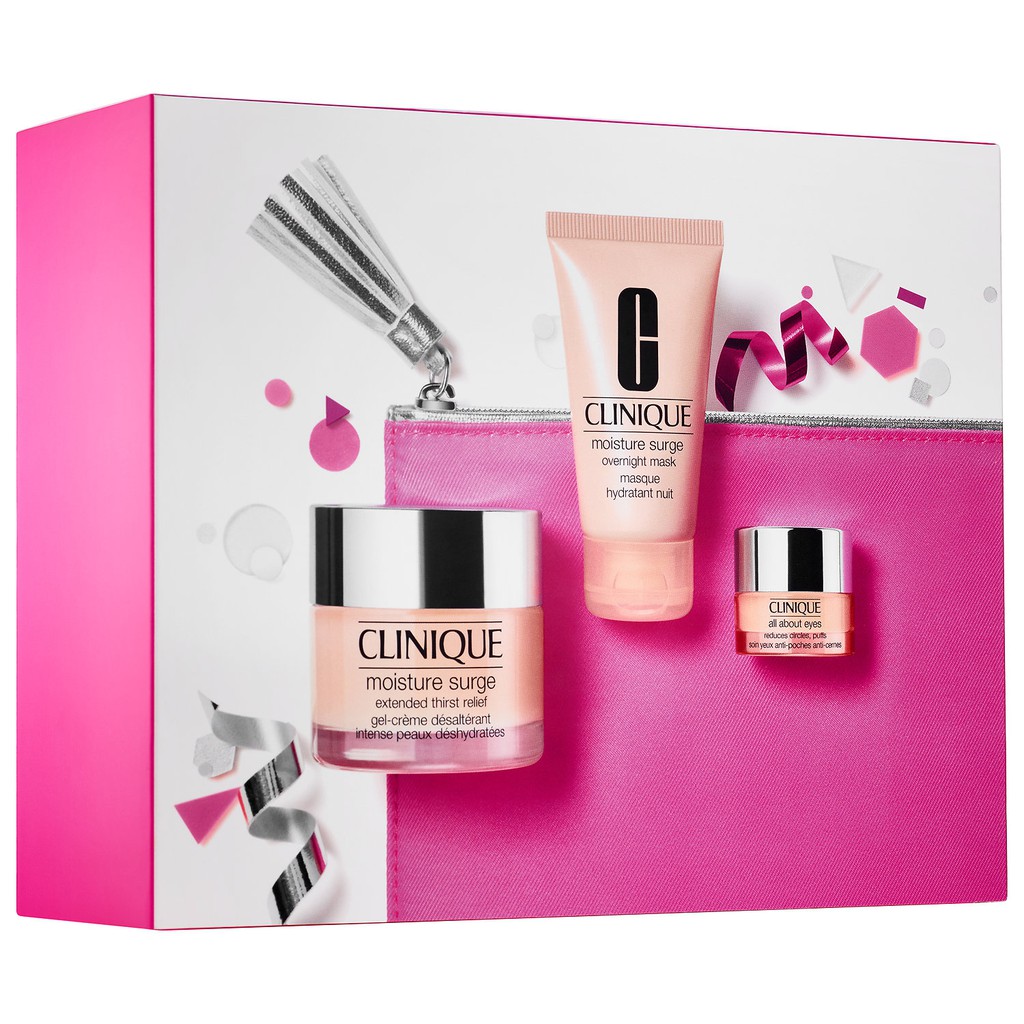 C
CLINIQUE
moisture surge
overnight mask
masque
hydratant nuit
CLINIQUE
all about eyes
reduces circles, puffs
soin yeux anti-poches anti-cernes
CLINIQUE
moisture surge
extended thirst relief
gel-crème désaltérant
intense peaux déshydratées